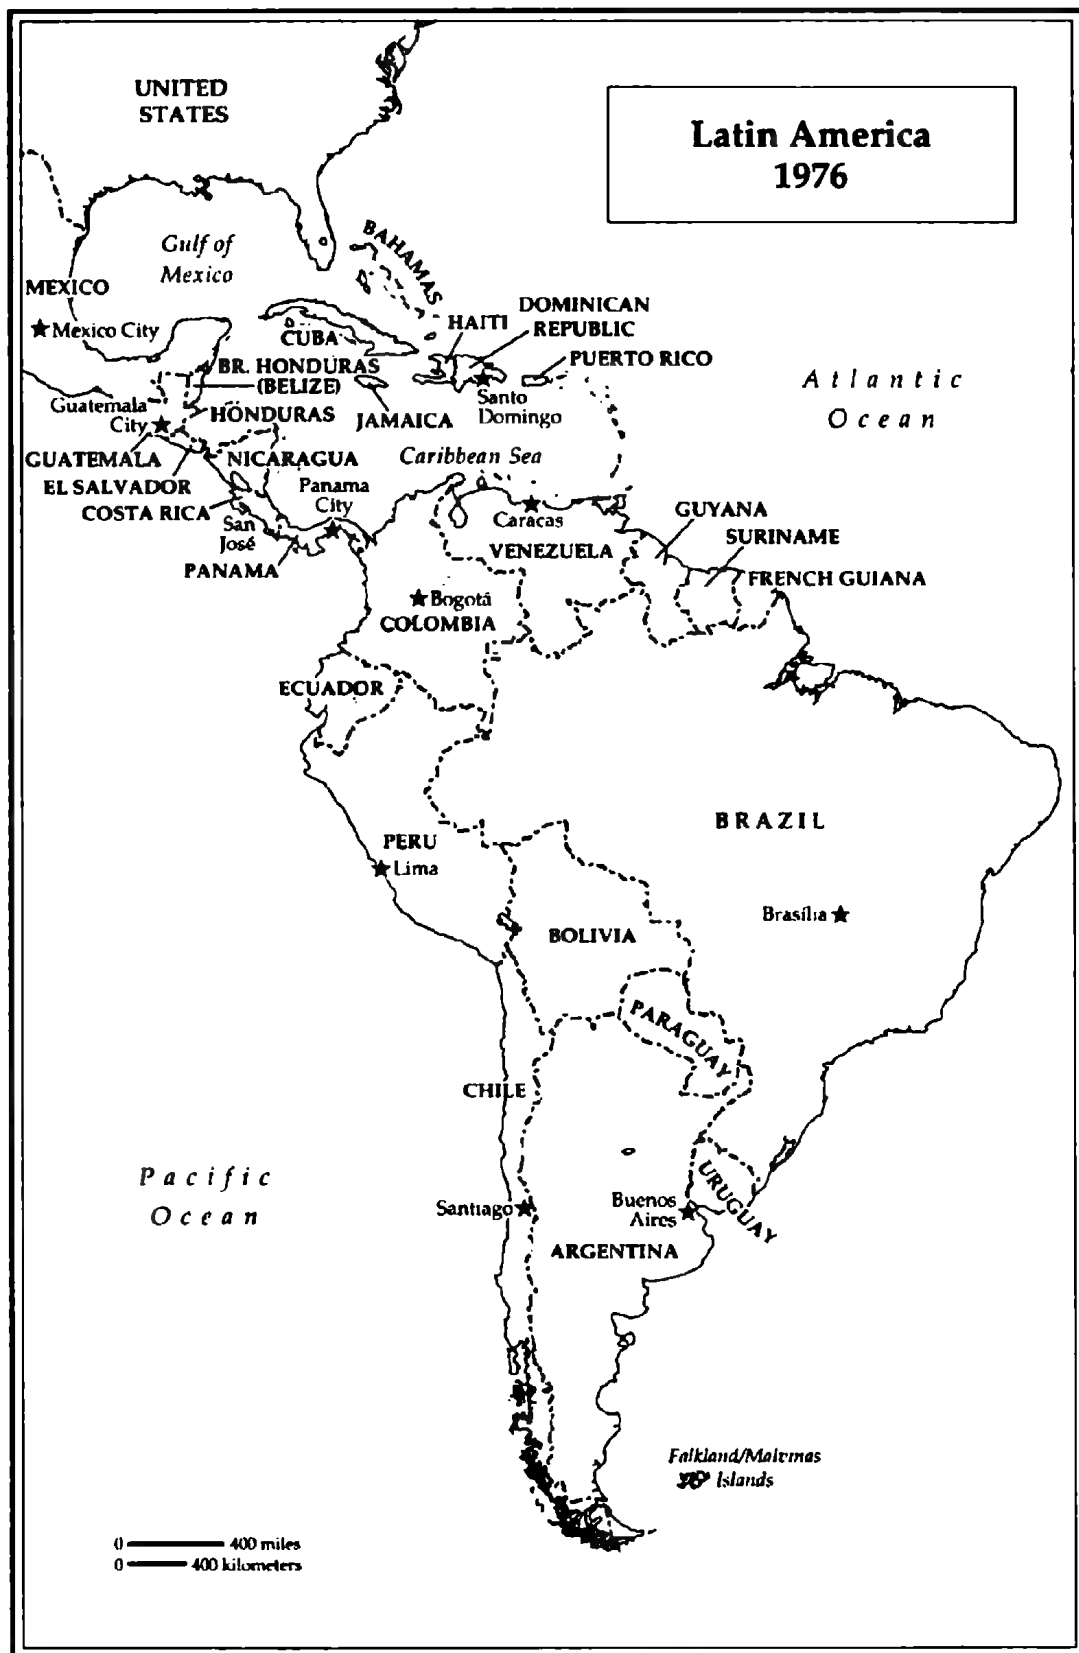 Latin America
1976
UNITED
STATES
Gulf of
Mexico
BAHAMAS
MEXICO
Mexico City
CUBA
HAITI
DOMINICAN
REPUBLIC
PUERTO RICO
BR. HONDURAS
(BELIZE)
JAMAICA
Santo
Domingo
Atlantic
Ocean
Guatemala
City
HONDURAS
GUATEMALA
NICARAGUA
Caribbean Sea
EL SALVADOR
Panama
City
COSTA RICA
San
José
PANAMA
Caracas
VENEZUELA
GUYANA
SURINAME
FRENCH GUIANA
Bogotá
COLOMBIA
ECUADOR
BRAZIL
PERU
Lima
Brasília
BOLIVIA
PARAGUAY
CHILE
Pacific
Ocean
Santiago
Buenos
Aires
URUGUAY
ARGENTINA
Falkland/Malvinas
Islands
0 400 miles
0 400 kilometers